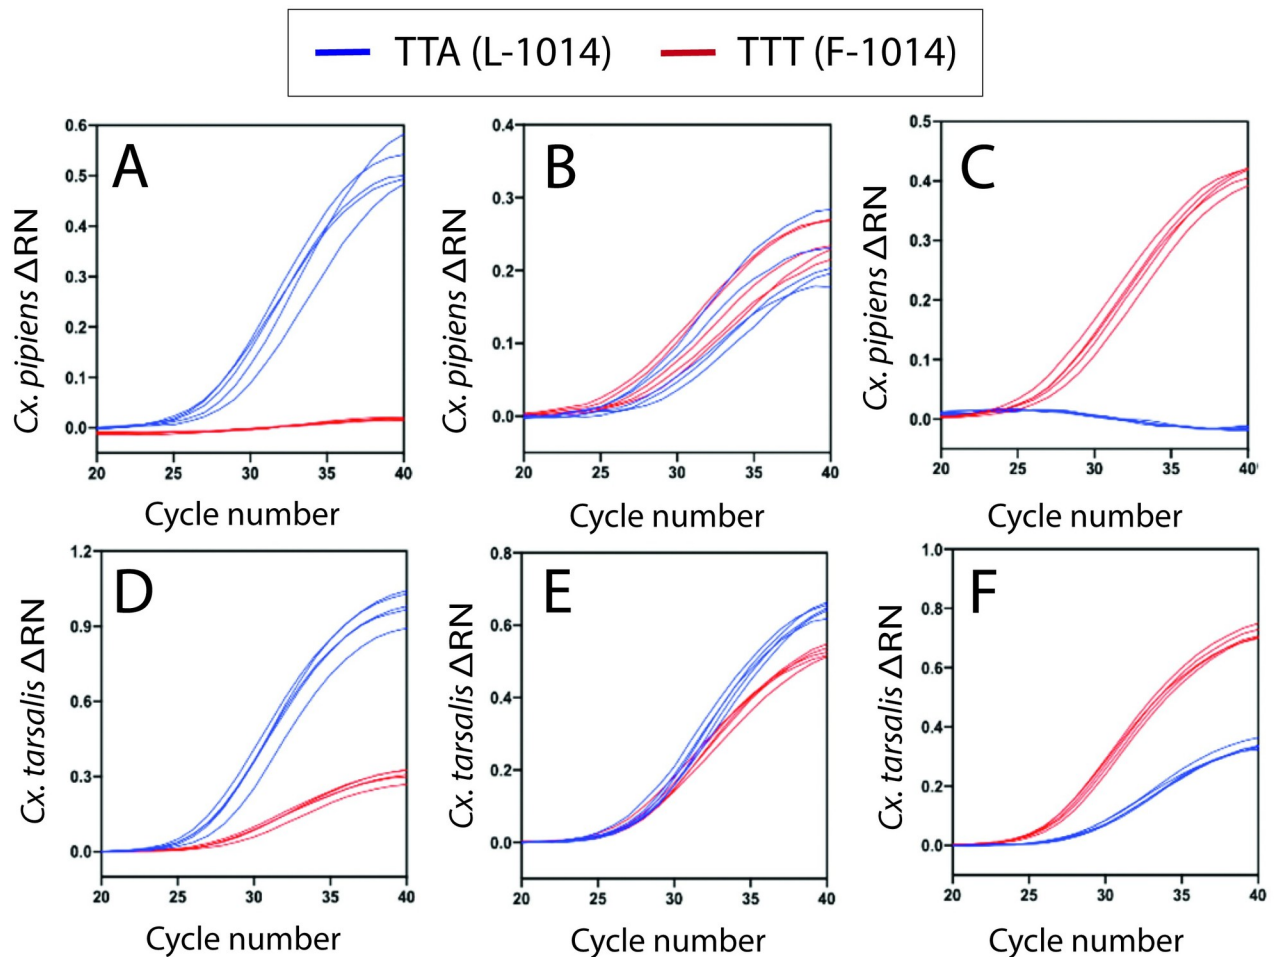 TTA (L-1014) TTT (F-1014)
A
Cx. pipiens ΔRN
0.6
0.5
0.4
0.3
0.2
0.1
0.0
20 25 30 35 40
Cycle number
B
Cx. pipiens ΔRN
0.4
0.3
0.2
0.1
0.0
20 25 30 35 40
Cycle number
C
Cx. pipiens ΔRN
0.5
0.4
0.3
0.2
0.1
0.0
20 25 30 35 40
Cycle number
D
Cx. tarsalis ΔRN
1.2
0.9
0.6
0.3
0.0
20 25 30 35 40
Cycle number
E
Cx. tarsalis ΔRN
0.8
0.6
0.4
0.2
0.0
20 25 30 35 40
Cycle number
F
Cx. tarsalis ΔRN
1.0
0.8
0.6
0.4
0.2
0.0
20 25 30 35 40
Cycle number